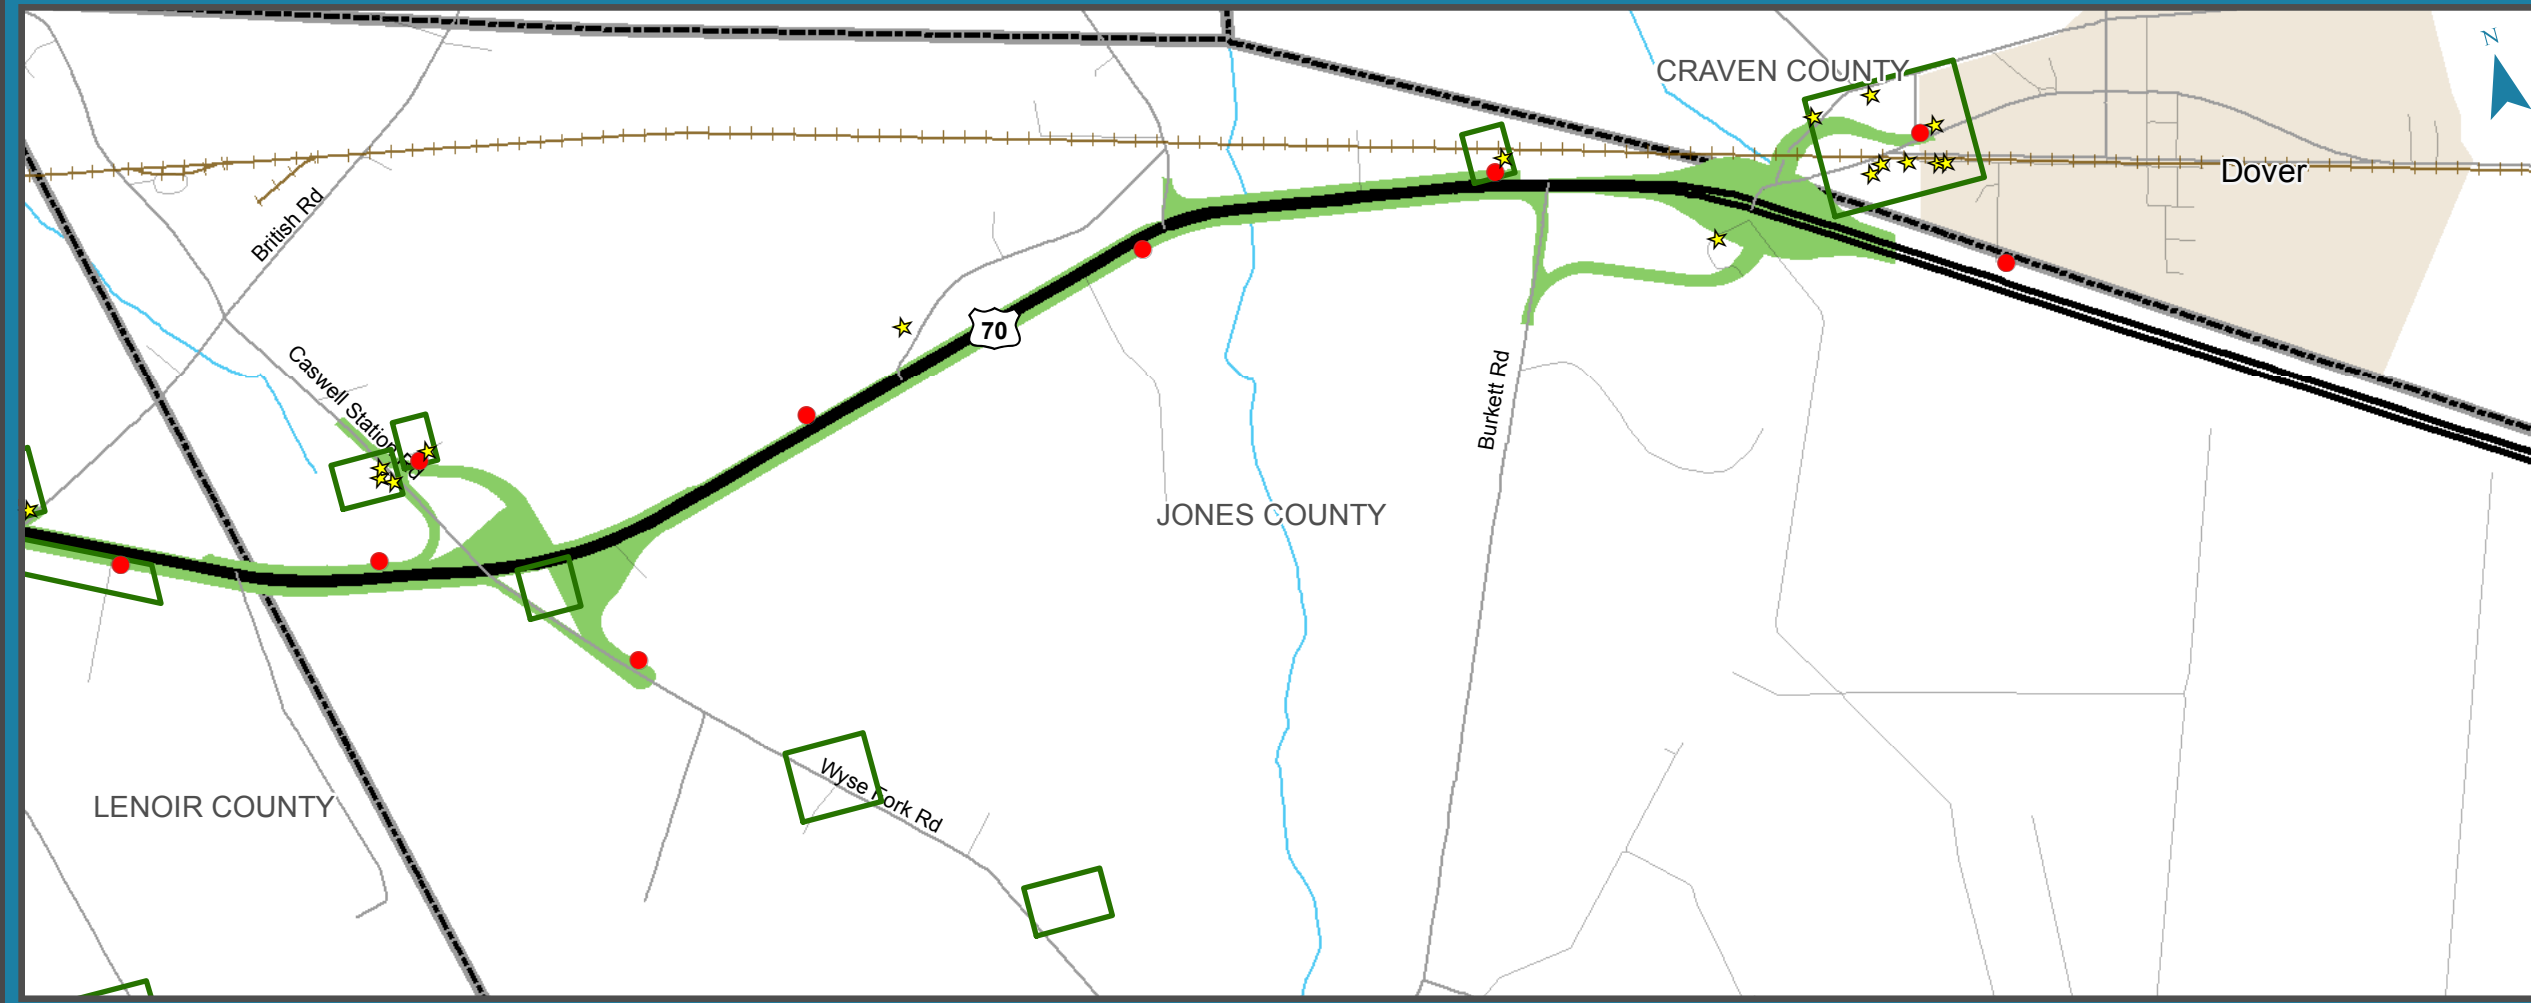 N
CRAVEN COUNTY
Dover
British Rd
70
Caswell Station Rd
Burkett Rd
JONES COUNTY
Wyse Fork Rd
LENOIR COUNTY